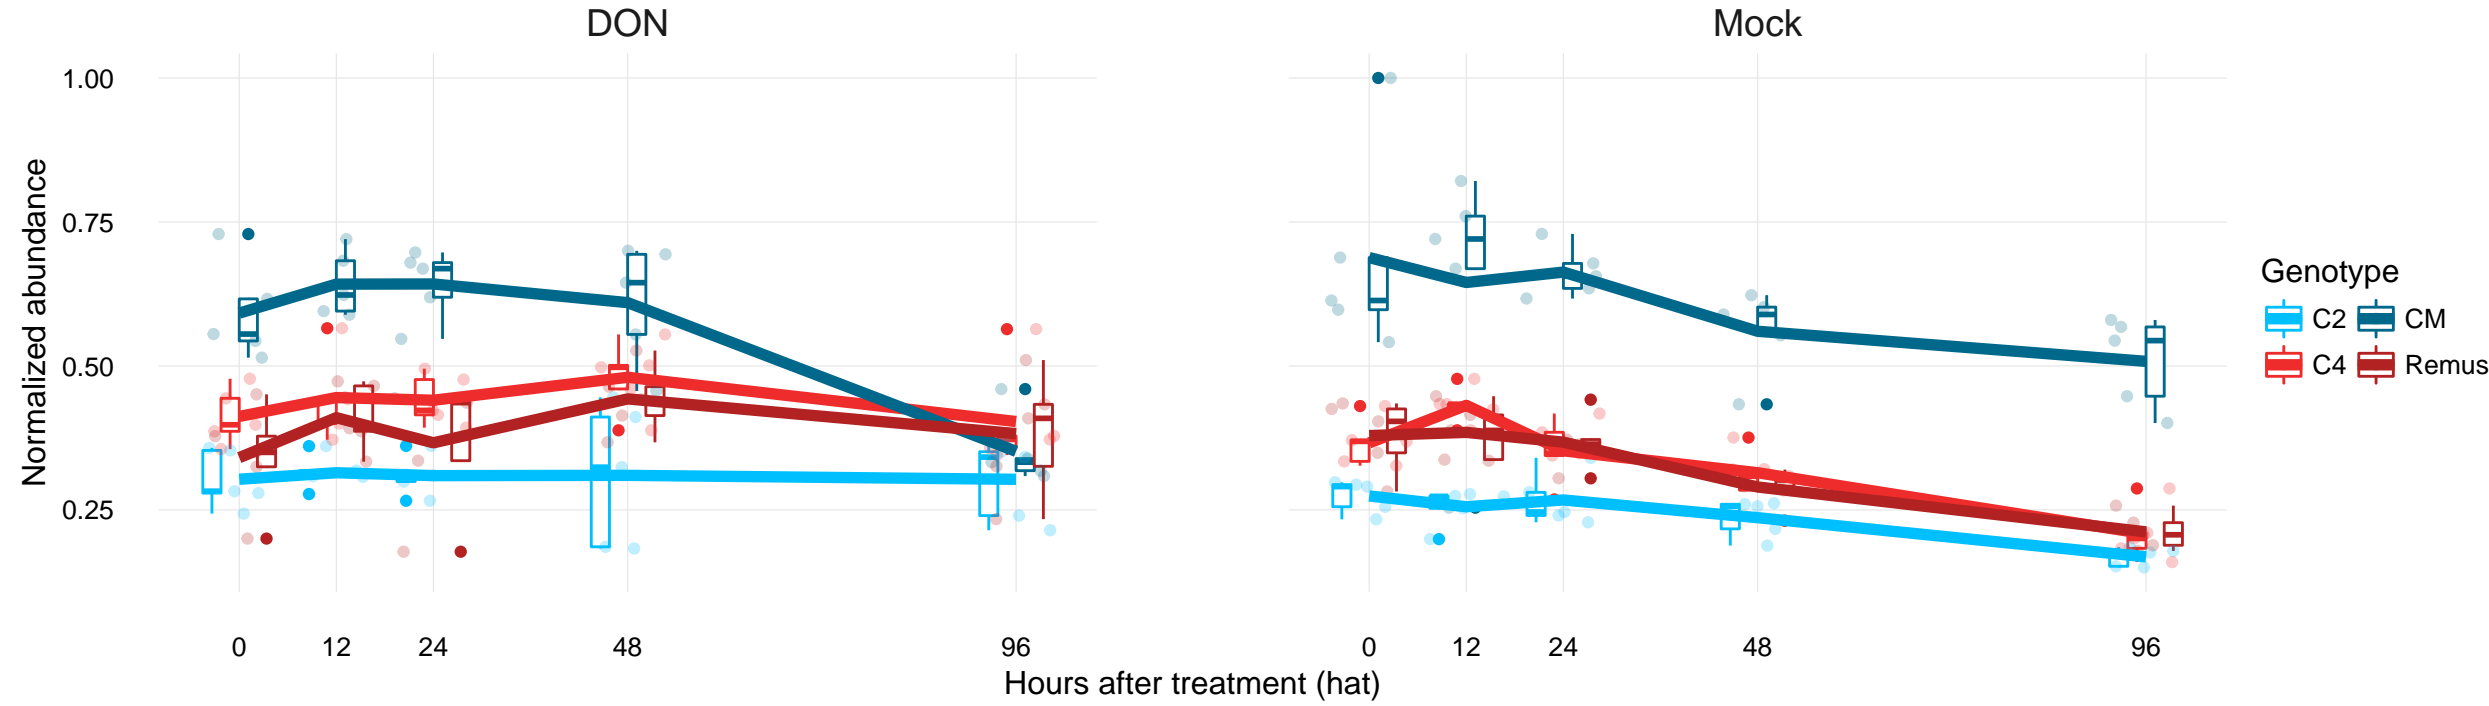 DON
Mock
Normalized abundance
1.00
0.75
0.50
0.25
0 12 24 48 96
0 12 24 48 96
Hours after treatment (hat)
Genotype
C2 CM
C4 Remus